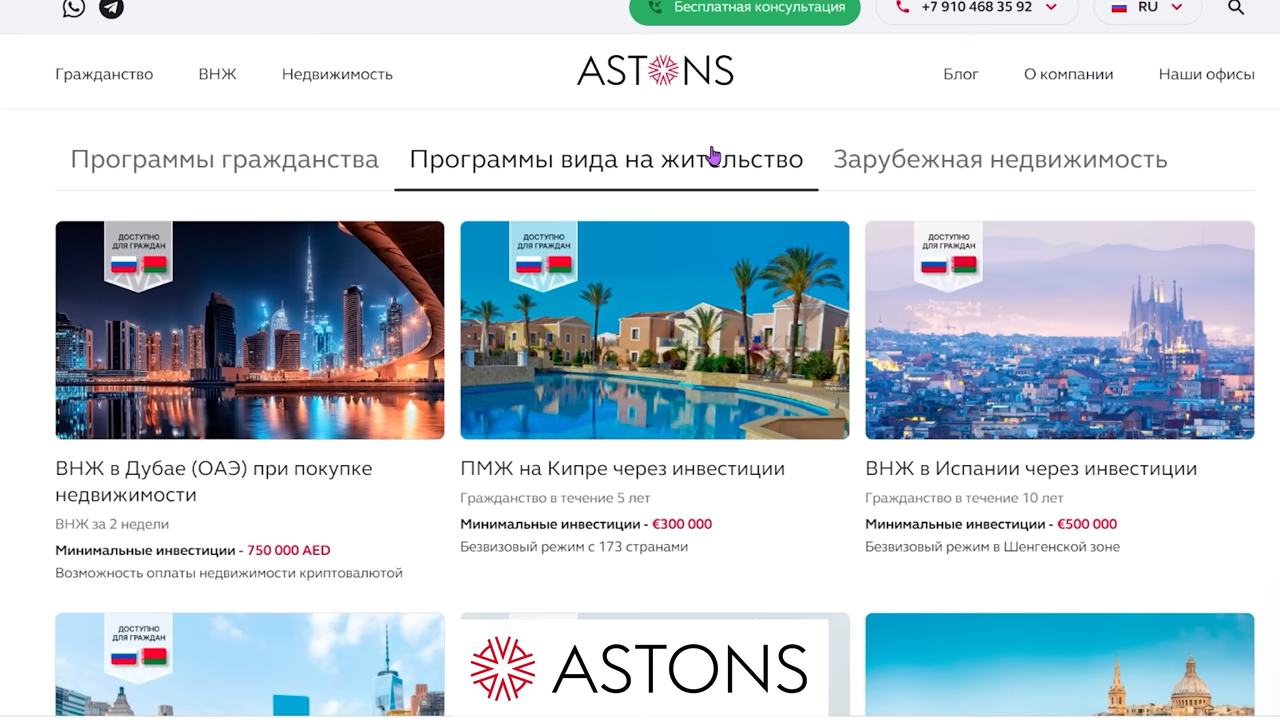 Бесплатная консультация
+7 910 468 35 92
RU
Гражданство
ВНЖ
Недвижимость
ASTONS
Блог
О компании
Наши офисы
Программы гражданства
Программы вида на жительство
Зарубежная недвижимость
ДОСТУПНО
ДЛЯ ГРАЖДАН
ДОСТУПНО
ДЛЯ ГРАЖДАН
ДОСТУПНО
ДЛЯ ГРАЖДАН
ВНЖ в Дубае (ОАЭ) при покупке
недвижимости
ВНЖ за 2 недели
Минимальные инвестиции - 750 000 AED
Возможность оплаты недвижимости криптовалютой
ПМЖ на Кипре через инвестиции
Гражданство в течение 5 лет
Минимальные инвестиции - €300 000
Безвизовый режим с 173 странами
ВНЖ в Испании через инвестиции
Гражданство в течение 10 лет
Минимальные инвестиции - €500 000
Безвизовый режим в Шенгенской зоне
ДОСТУПНО
ДЛЯ ГРАЖДАН
ASTONS